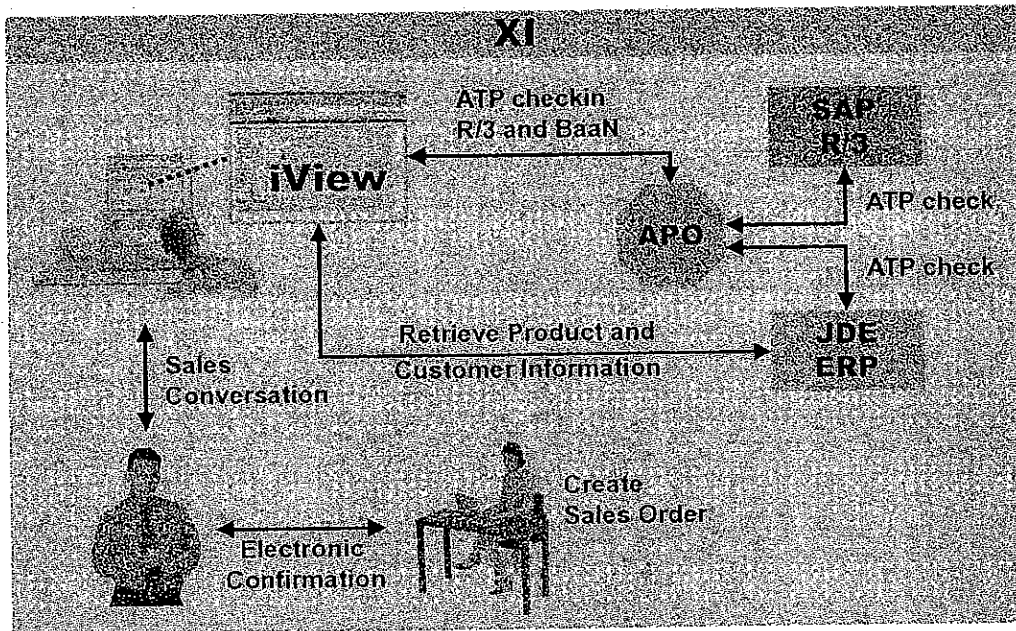 XI
ATP checkin
R/3 and BaaN
SAP
R/3
iView
ATP check
APO
ATP check
Retrieve Product and
Customer Information
JDE
ERP
Sales
Conversation
Create
Sales Order
Electronic
Confirmation